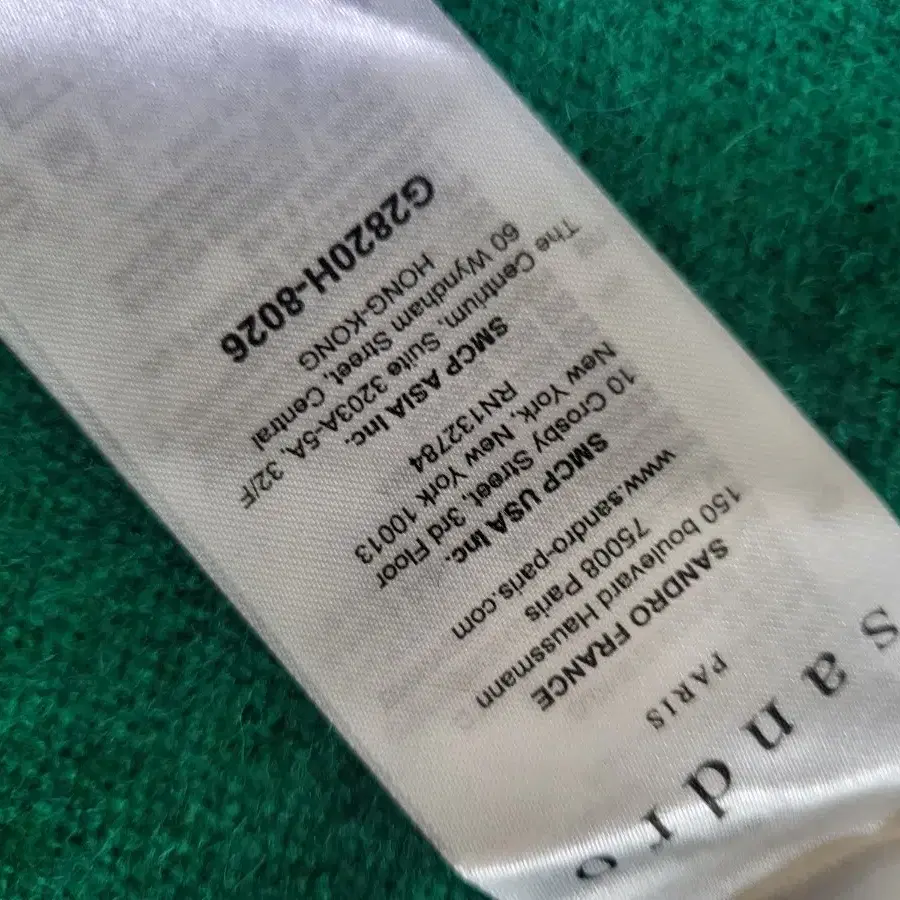 sandro
PARIS
SANDRO FRANCE
150 boulevard Haussmann
75008 Paris
www.sandro-paris.com
SMCP USA Inc.
10 Crosby Street, 3rd Floor
New York, New York 10013
RN132784
SMCP ASIA Inc.
The Centrium, Suite 3203A-5A, 32/F
60 Wyndham Street, Central
HONG-KONG
G2820H-8026